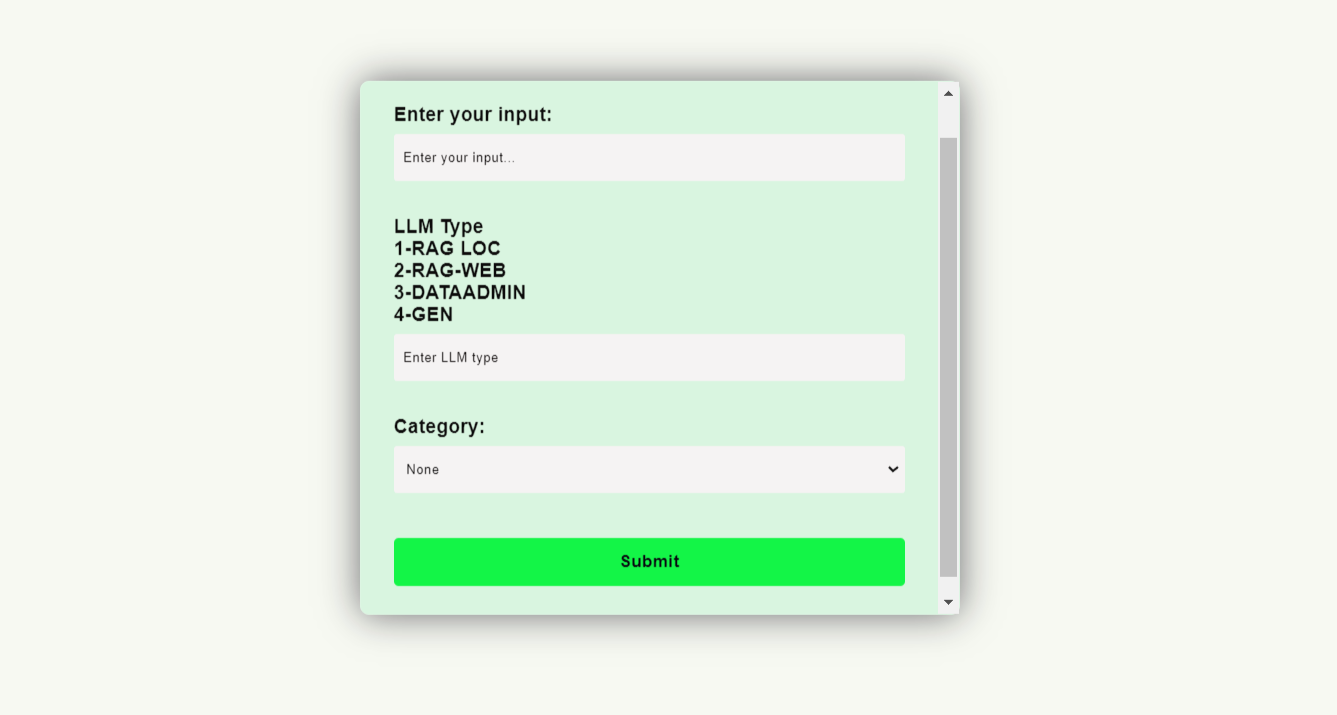 Enter your input:
Enter your input...
LLM Type
1-RAG LOC
2-RAG-WEB
3-DATAADMIN
4-GEN
Enter LLM type
Category:
None
Submit